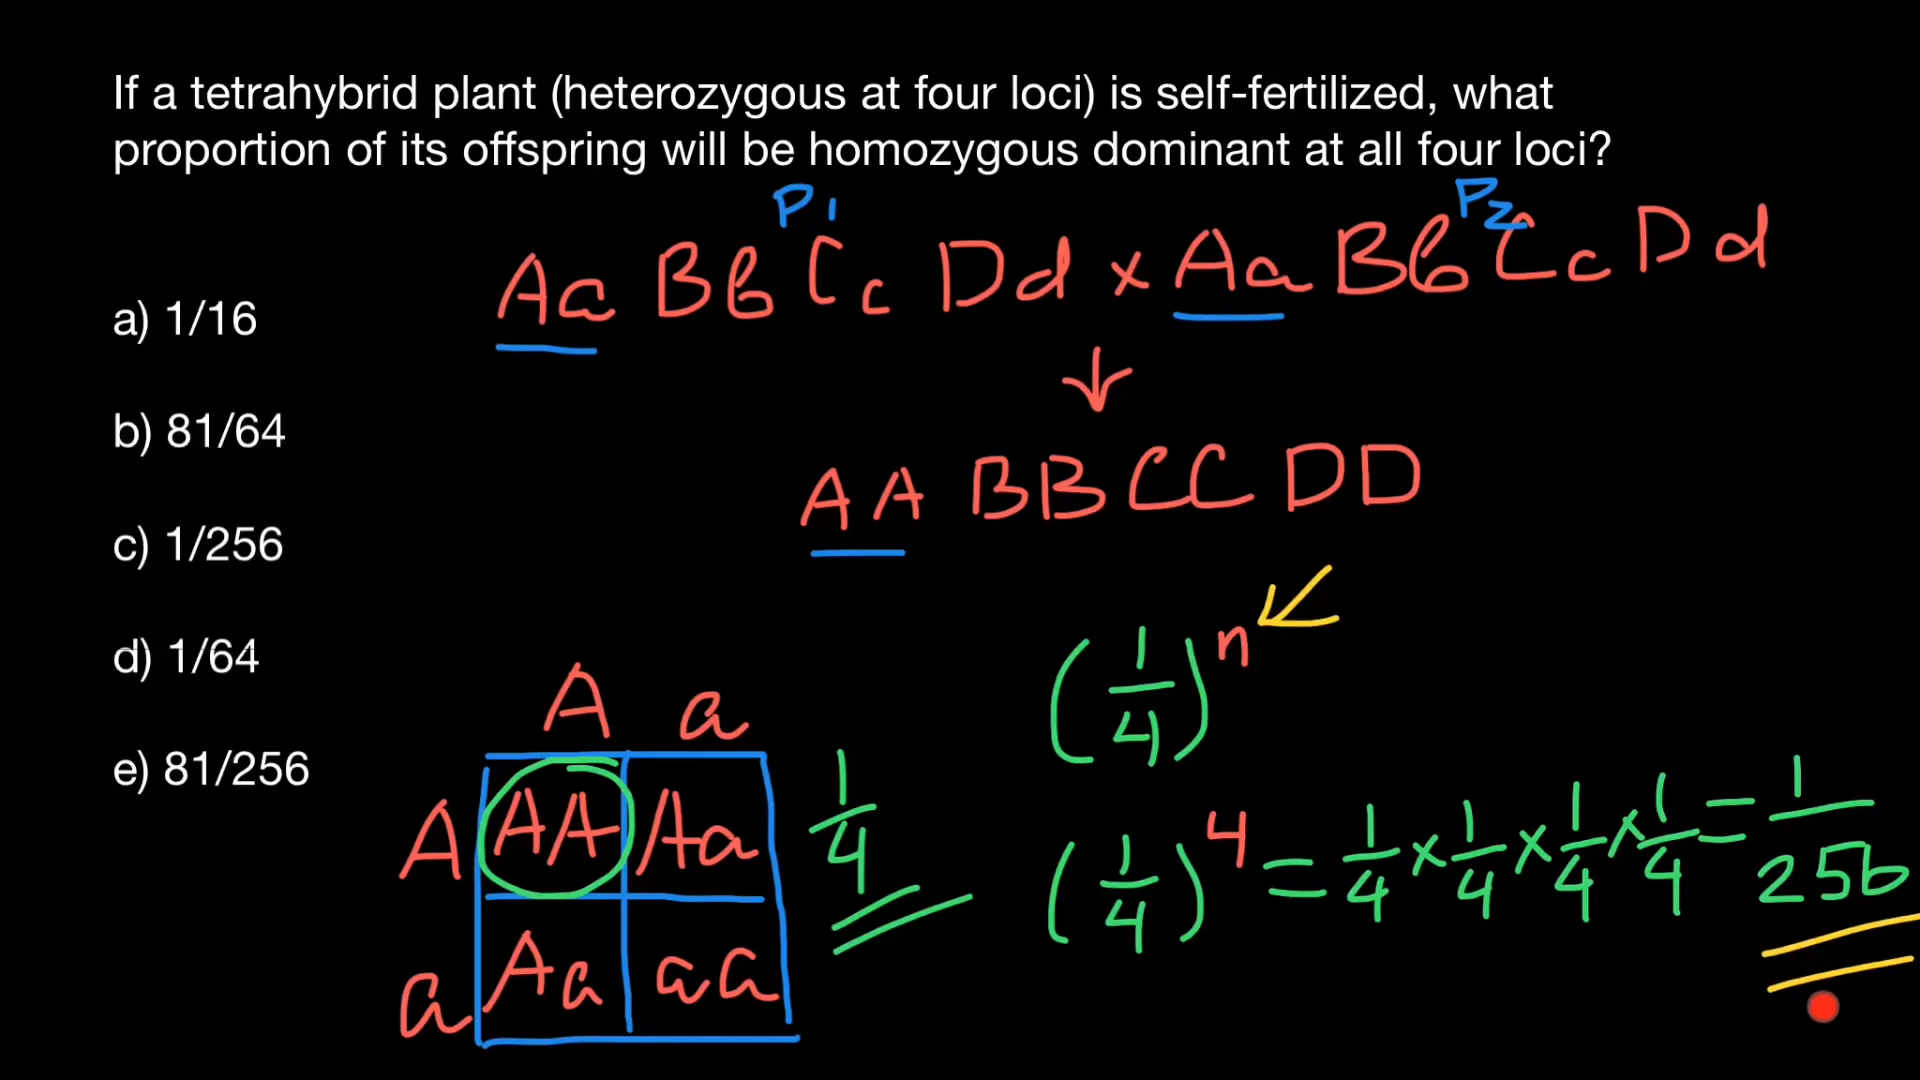 If a tetrahybrid plant (heterozygous at four loci) is self-fertilized, what
proportion of its offspring will be homozygous dominant at all four loci?
P1 P2
Aa Bb Cc Dd x Aa Bb Cc Dd
a) 1/16
b) 81/64
AA BB CC DD
c) 1/256
d) 1/64
(1/4)^n
A a
e) 81/256
A AA Aa 1/4
(1/4)^4 = 1/4 × 1/4 × 1/4 × 1/4 = 1/256
a Aa aa